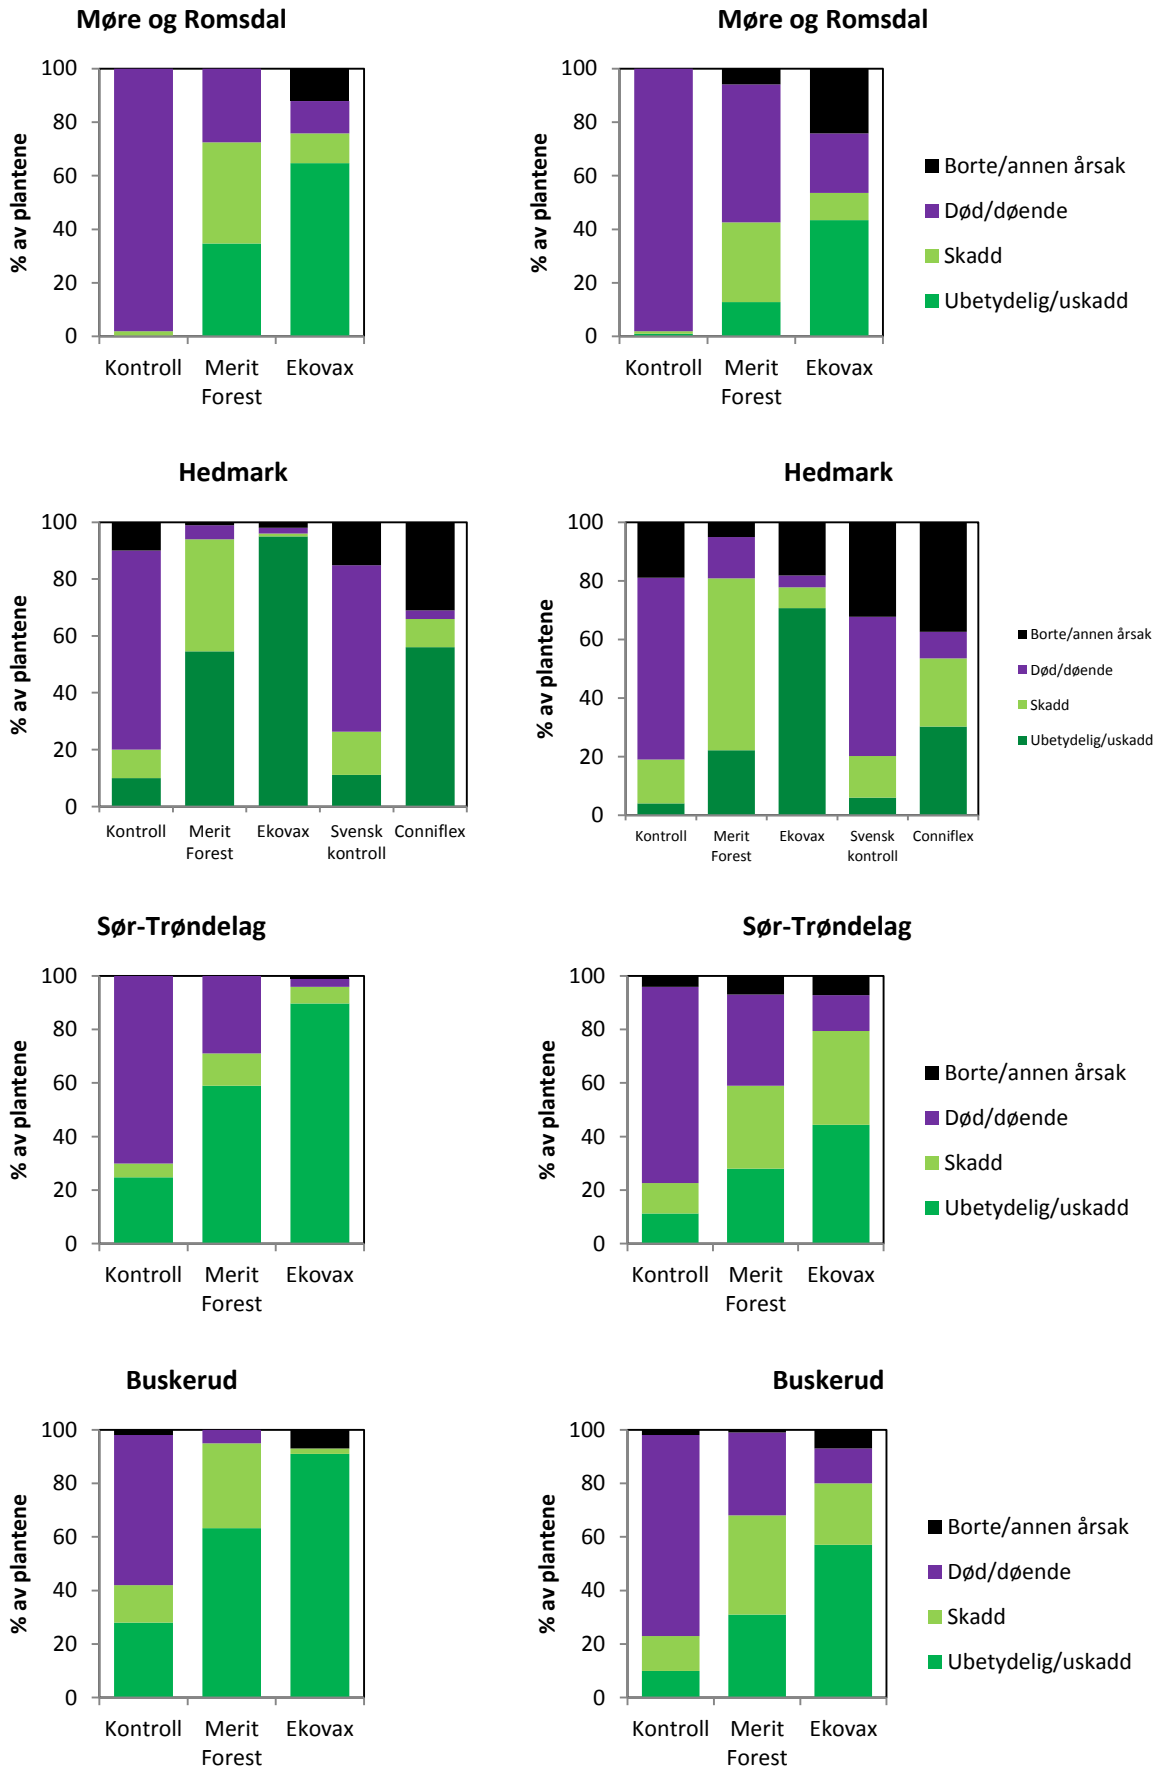 Møre og Romsdal
% av plantene
100
80
60
40
20
0
Kontroll
Merit
Forest
Ekovax
Møre og Romsdal
% av plantene
100
80
60
40
20
0
Kontroll
Merit
Forest
Ekovax
Borte/annen årsak
Død/døende
Skadd
Ubetydelig/uskadd
Hedmark
% av plantene
100
80
60
40
20
0
Kontroll
Merit
Forest
Ekovax
Svensk
kontroll
Conniflex
Hedmark
% av plantene
100
80
60
40
20
0
Kontroll
Merit
Forest
Ekovax
Svensk
kontroll
Conniflex
Borte/annen årsak
Død/døende
Skadd
Ubetydelig/uskadd
Sør-Trøndelag
% av plantene
100
80
60
40
20
0
Kontroll
Merit
Forest
Ekovax
Sør-Trøndelag
% av plantene
100
80
60
40
20
0
Kontroll
Merit
Forest
Ekovax
Borte/annen årsak
Død/døende
Skadd
Ubetydelig/uskadd
Buskerud
% av plantene
100
80
60
40
20
0
Kontroll
Merit
Forest
Ekovax
Buskerud
% av plantene
100
80
60
40
20
0
Kontroll
Merit
Forest
Ekovax
Borte/annen årsak
Død/døende
Skadd
Ubetydelig/uskadd